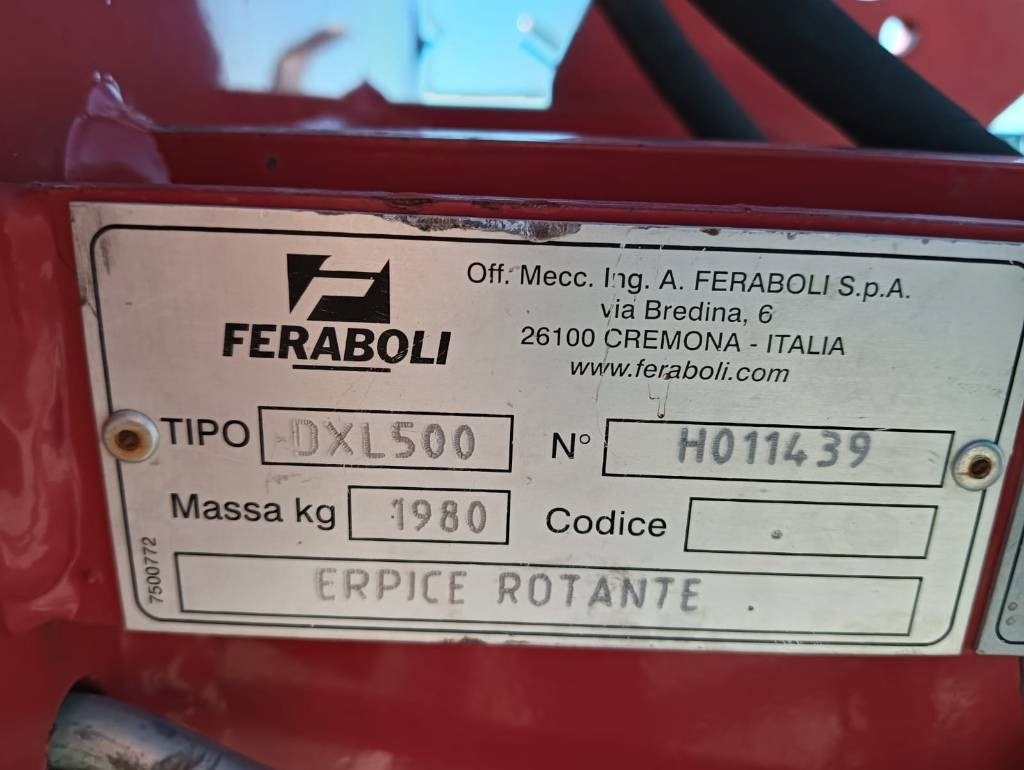 FERABOLI
Off. Mecc. Ing. A. FERABOLI S.p.A.
via Bredina, 6
26100 CREMONA - ITALIA
www.feraboli.com
TIPO DXL500 N° H011439
Massa kg 1980 Codice
ERPICE ROTANTE
7500772